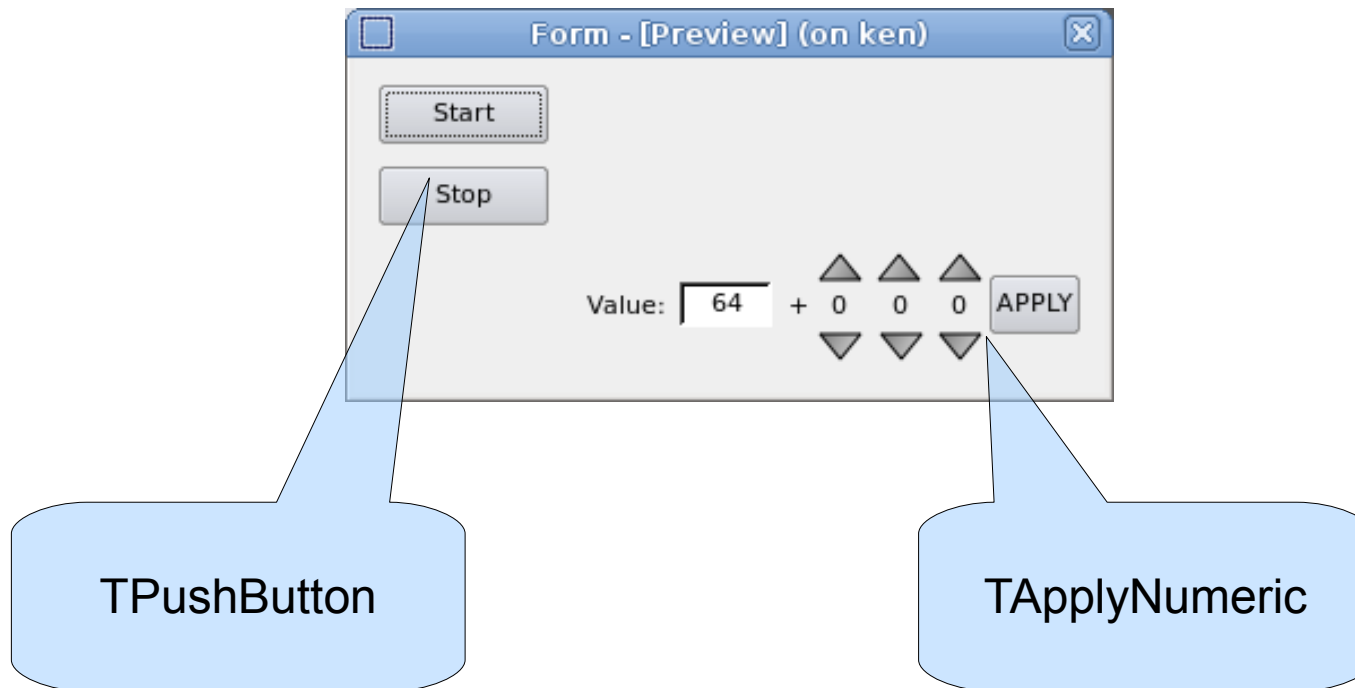 Form - [Preview] (on ken)
Start
Stop
Value: 64 + 0 0 0 APPLY
TPushButton
TApplyNumeric